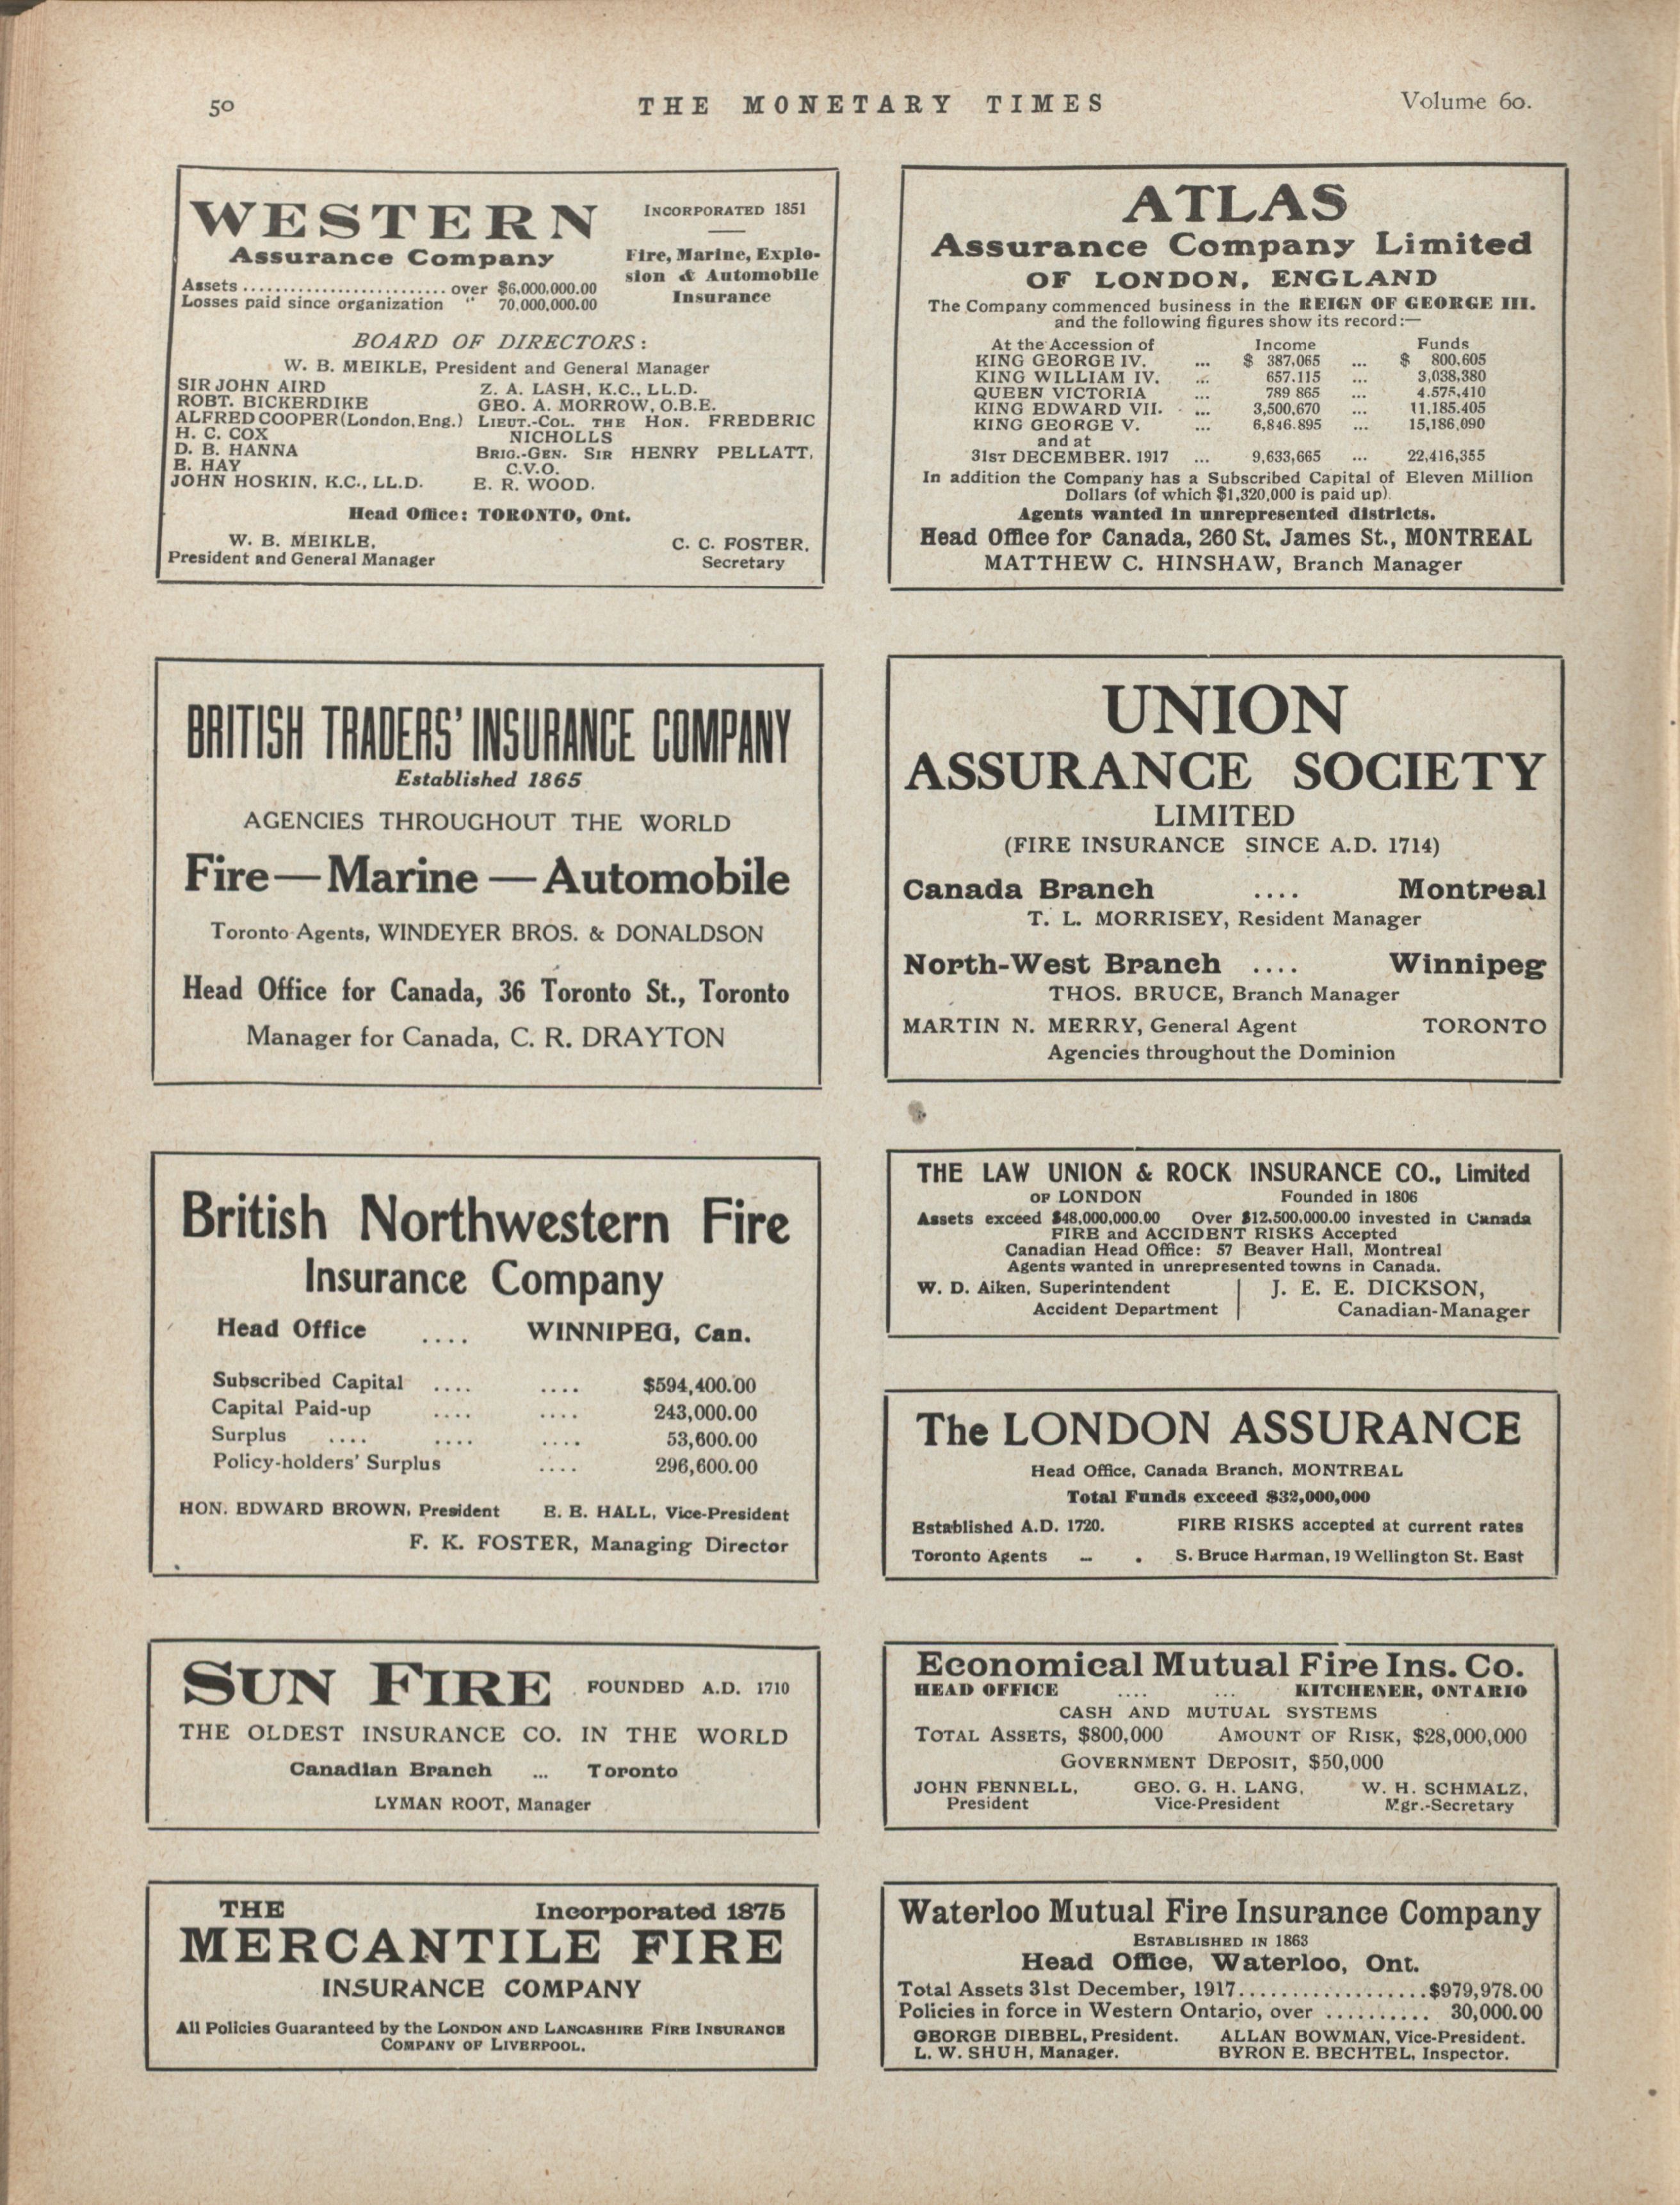 50
THE MONETARY TIMES
Volume 60.
WESTERN
Assurance Company
INCORPORATED 1851
Fire, Marine, Explo-
sion & Automobile
Insurance
Assets .......................... over $6,000,000.00
Losses paid since organization " 70,000,000.00
BOARD OF DIRECTORS:
W. B. MEIKLE, President and General Manager
SIR JOHN AIRD
ROBT. BICKERDIKE
ALFRED COOPER (London, Eng.)
H. C. COX
D. B. HANNA
E. HAY
JOHN HOSKIN, K.C., LL.D.
Z. A. LASH, K.C., LL.D.
GEO. A. MORROW, O.B.E.
LIEUT.-COL. THE HON. FREDERIC
NICHOLLS
BRIG.-GEN. SIR HENRY PELLATT,
C.V.O.
E. R. WOOD.
Head Office: TORONTO, Ont.
W. B. MEIKLE,
President and General Manager
C. C. FOSTER,
Secretary
ATLAS
Assurance Company Limited
OF LONDON, ENGLAND
The Company commenced business in the REIGN OF GEORGE III.
and the following figures show its record:—
At the Accession of Income Funds
KING GEORGE IV. ... $ 387,065 ... $ 800,605
KING WILLIAM IV. ... 657,115 ... 3,038,380
QUEEN VICTORIA ... 789 865 ... 4,575,410
KING EDWARD VII. ... 3,500,670 ... 11,185,405
KING GEORGE V. ... 6,846,895 ... 15,186,090
and at
31ST DECEMBER, 1917 ... 9,633,665 ... 22,416,355
In addition the Company has a Subscribed Capital of Eleven Million
Dollars (of which $1,320,000 is paid up).
Agents wanted in unrepresented districts.
Head Office for Canada, 260 St. James St., MONTREAL
MATTHEW C. HINSHAW, Branch Manager
BRITISH TRADERS' INSURANCE COMPANY
Established 1865
AGENCIES THROUGHOUT THE WORLD
Fire—Marine—Automobile
Toronto Agents, WINDEYER BROS. & DONALDSON
Head Office for Canada, 36 Toronto St., Toronto
Manager for Canada, C. R. DRAYTON
UNION
ASSURANCE SOCIETY
LIMITED
(FIRE INSURANCE SINCE A.D. 1714)
Canada Branch .... Montreal
T. L. MORRISEY, Resident Manager
North-West Branch .... Winnipeg
THOS. BRUCE, Branch Manager
MARTIN N. MERRY, General Agent TORONTO
Agencies throughout the Dominion
British Northwestern Fire
Insurance Company
Head Office .... WINNIPEG, Can.
Subscribed Capital .... .... $594,400.00
Capital Paid-up .... .... 243,000.00
Surplus .... .... .... 53,600.00
Policy-holders' Surplus .... 296,600.00
HON. EDWARD BROWN, President E. E. HALL, Vice-President
F. K. FOSTER, Managing Director
THE LAW UNION & ROCK INSURANCE CO., Limited
OF LONDON Founded in 1806
Assets exceed $48,000,000.00 Over $12,500,000.00 invested in Canada
FIRE and ACCIDENT RISKS Accepted
Canadian Head Office: 57 Beaver Hall, Montreal
Agents wanted in unrepresented towns in Canada.
W. D. Aiken, Superintendent
Accident Department
J. E. E. DICKSON,
Canadian-Manager
The LONDON ASSURANCE
Head Office, Canada Branch, MONTREAL
Total Funds exceed $32,000,000
Established A.D. 1720. FIRE RISKS accepted at current rates
Toronto Agents - . S. Bruce Harman, 19 Wellington St. East
SUN FIRE FOUNDED A.D. 1710
THE OLDEST INSURANCE CO. IN THE WORLD
Canadian Branch ... Toronto
LYMAN ROOT, Manager
Economical Mutual Fire Ins. Co.
HEAD OFFICE .... ... KITCHENER, ONTARIO
CASH AND MUTUAL SYSTEMS
TOTAL ASSETS, $800,000 AMOUNT OF RISK, $28,000,000
GOVERNMENT DEPOSIT, $50,000
JOHN FENNELL, GEO. G. H. LANG, W. H. SCHMALZ,
President Vice-President Mgr.-Secretary
THE Incorporated 1875
MERCANTILE FIRE
INSURANCE COMPANY
All Policies Guaranteed by the LONDON AND LANCASHIRE FIRE INSURANCE
COMPANY OF LIVERPOOL.
Waterloo Mutual Fire Insurance Company
ESTABLISHED IN 1863
Head Office, Waterloo, Ont.
Total Assets 31st December, 1917..................$979,978.00
Policies in force in Western Ontario, over .......... 30,000.00
GEORGE DIEBEL, President. ALLAN BOWMAN, Vice-President.
L. W. SHUH, Manager. BYRON E. BECHTEL, Inspector.